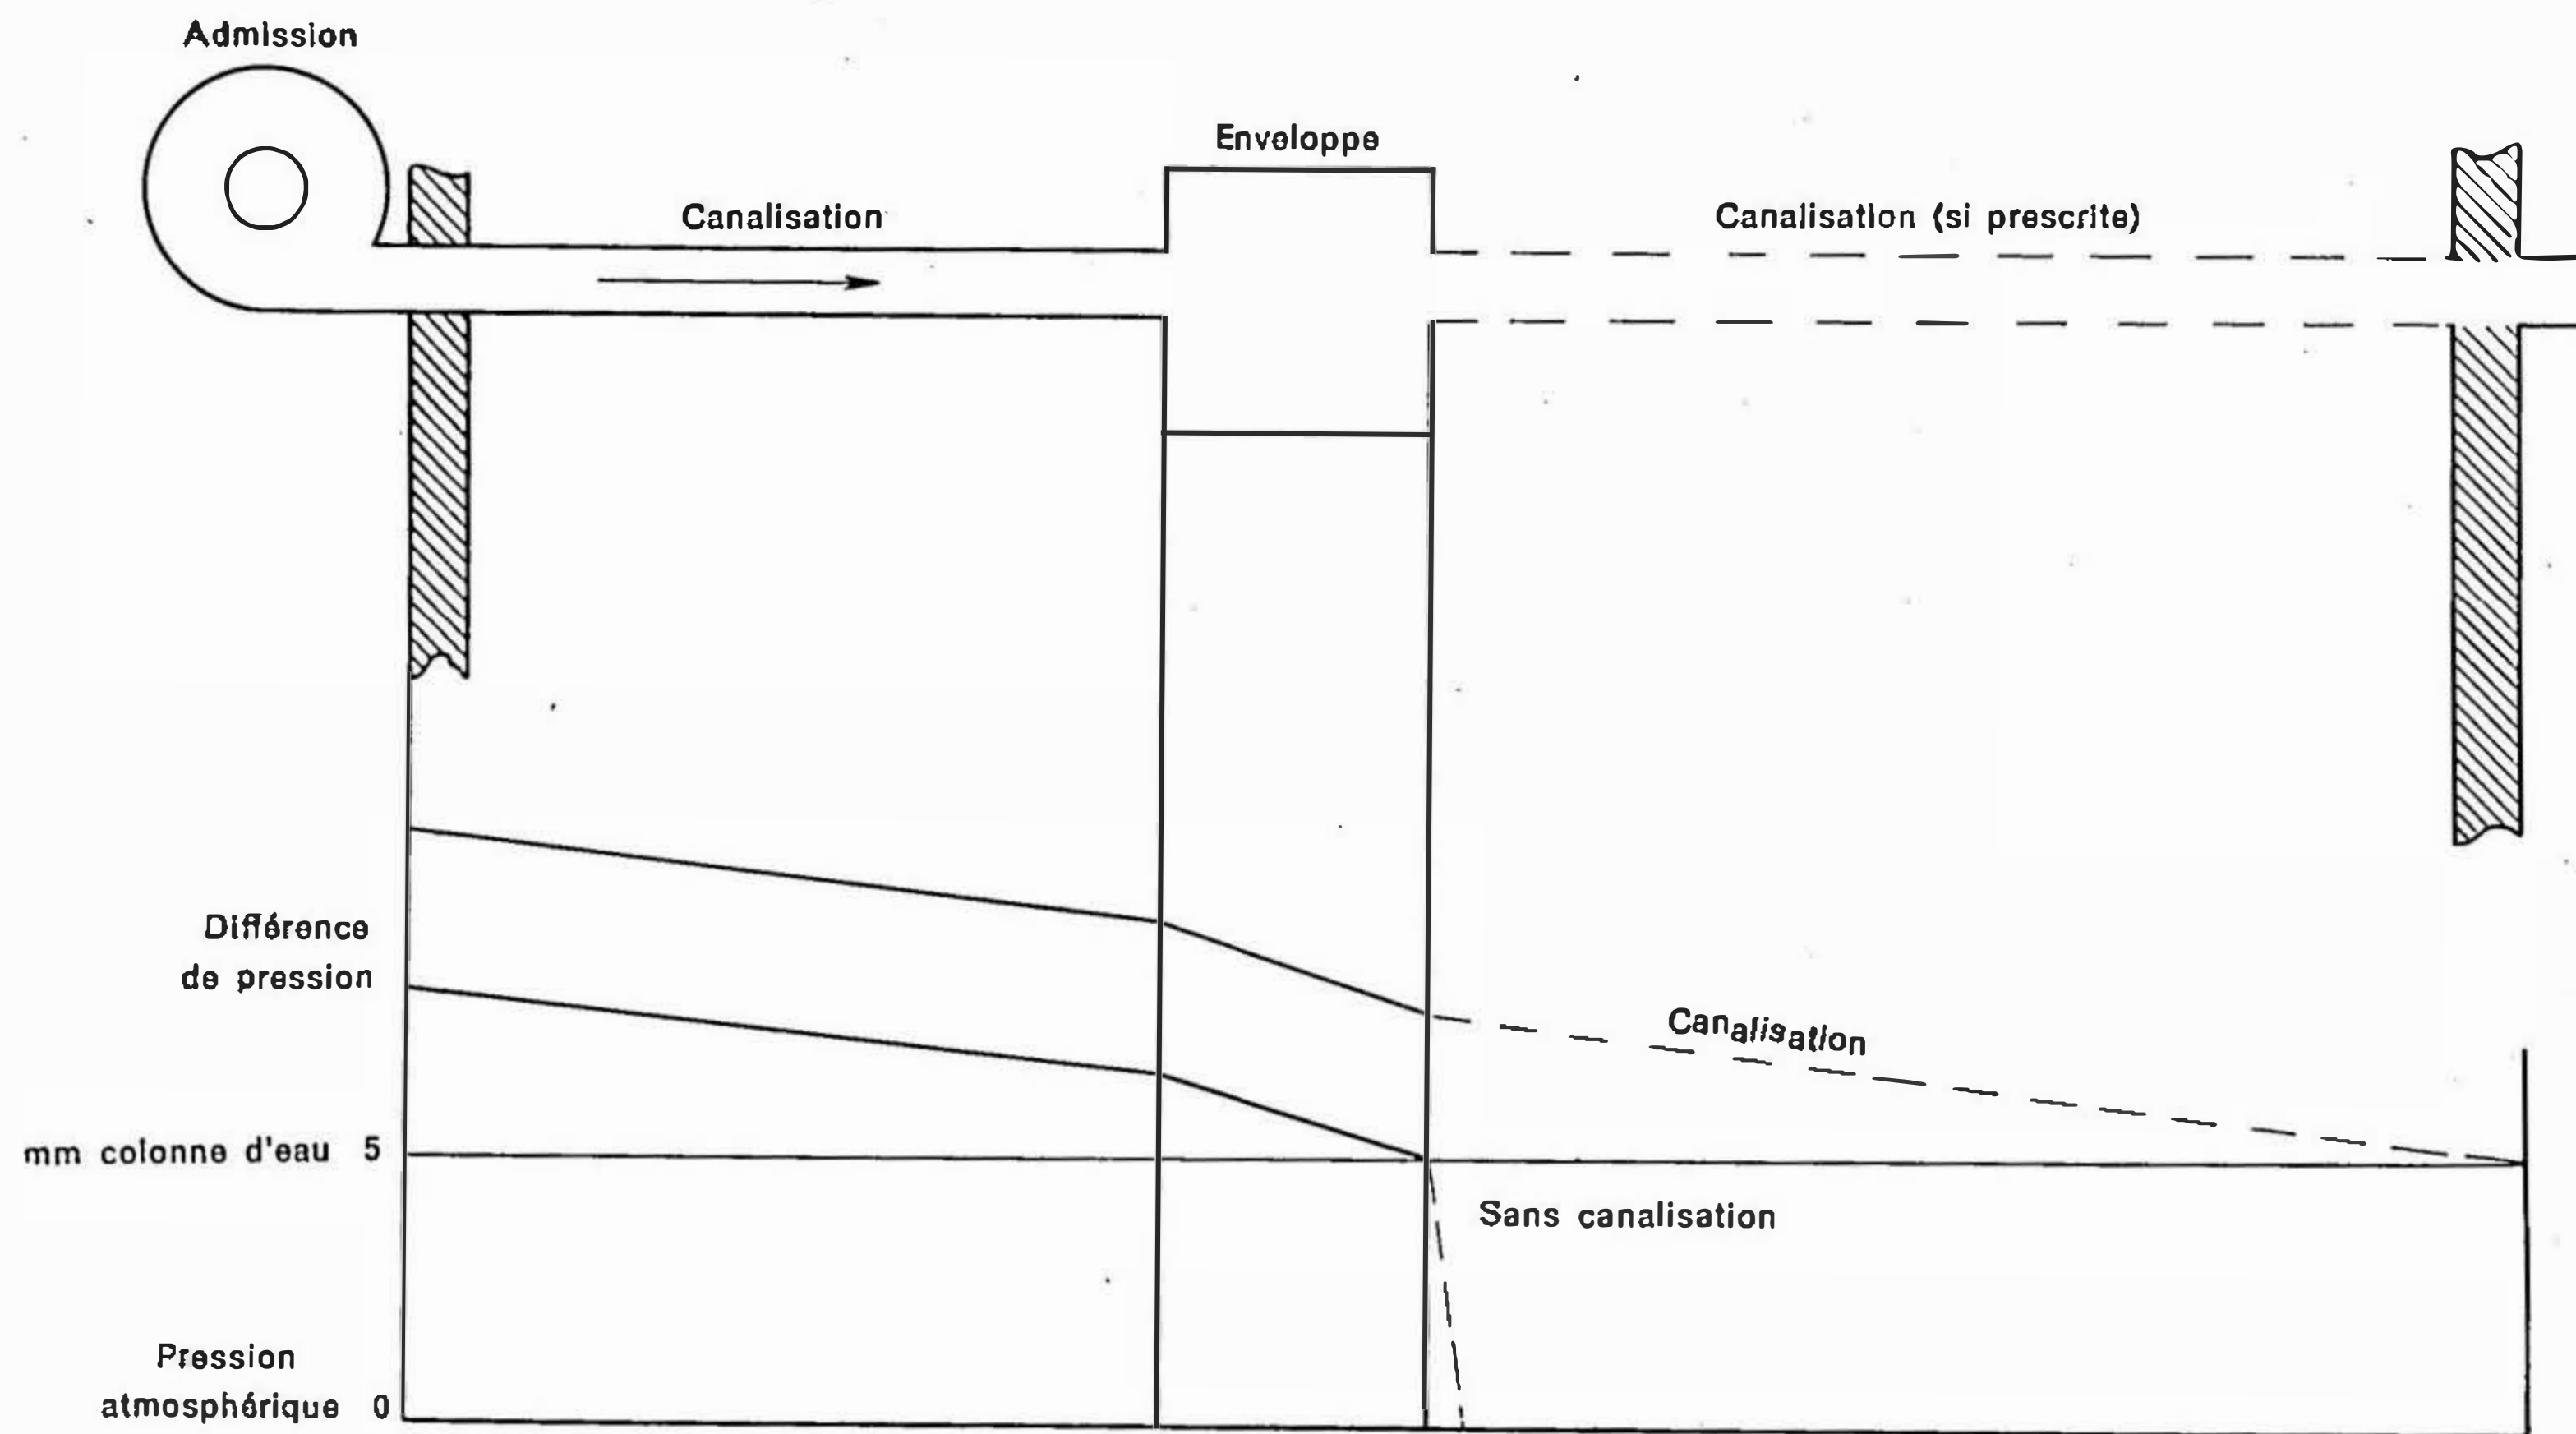 Admission
Enveloppe
Canalisation
Canalisation (si prescrite)
Différence
de pression
Canalisation
mm colonne d'eau 5
Sans canalisation
Pression
atmosphérique 0